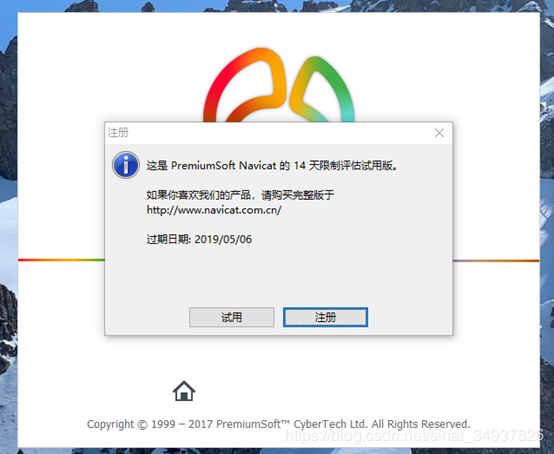 注册
这是 PremiumSoft Navicat 的 14 天限制评估试用版。
如果你喜欢我们的产品，请购买完整版于
http://www.navicat.com.cn/
过期日期: 2019/05/06
试用 注册
Copyright © 1999 – 2017 PremiumSoft™ CyberTech Ltd. All Rights Reserved.
https://blog.csdn.net/sinat_34937826